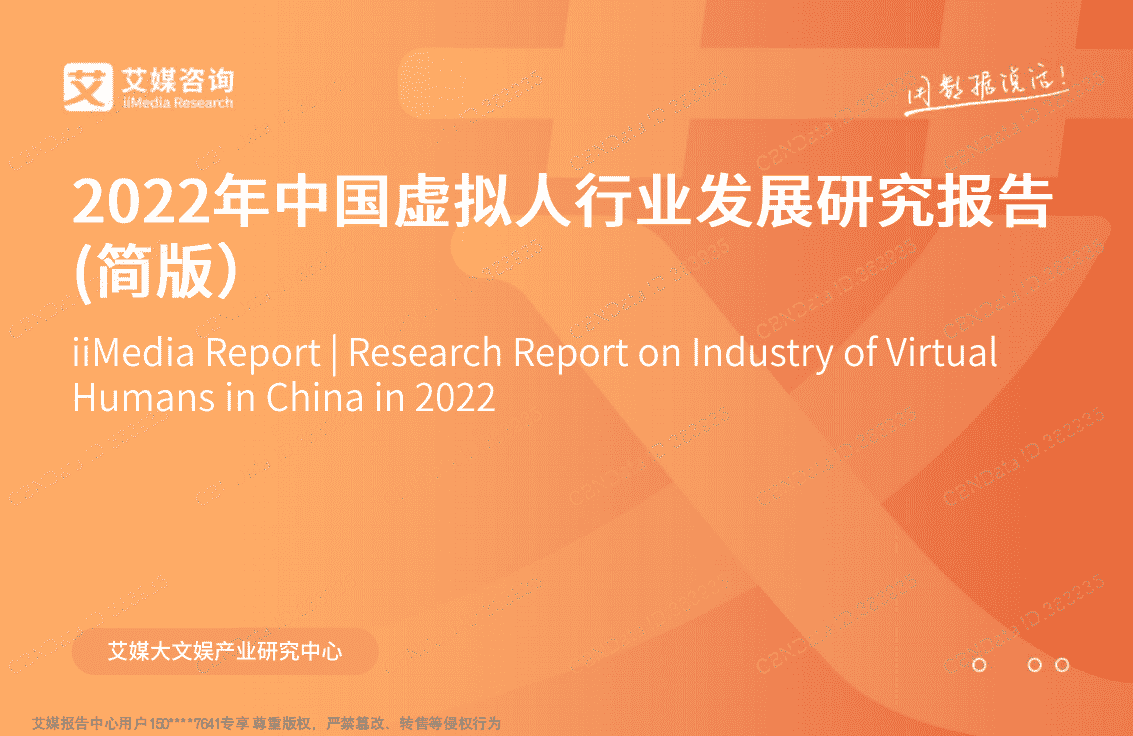 艾媒咨询
iiMedia Research
用数据说话!
2022年中国虚拟人行业发展研究报告
(简版）
iiMedia Report | Research Report on Industry of Virtual
Humans in China in 2022
艾媒大文娱产业研究中心
艾媒报告中心用户150****7641专享 尊重版权，严禁篡改、转售等侵权行为